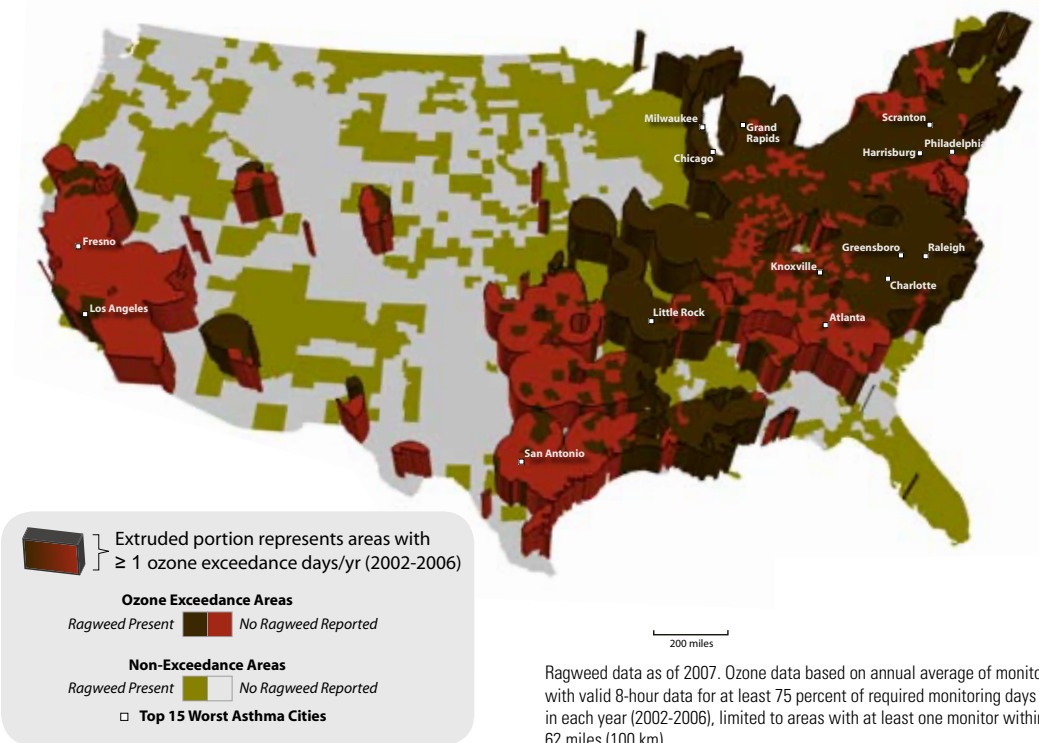 Milwaukee
Grand
Rapids
Chicago
Scranton
Harrisburg
Philadelphia
Fresno
Los Angeles
Greensboro
Raleigh
Knoxville
Charlotte
Little Rock
Atlanta
San Antonio
Extruded portion represents areas with
≥ 1 ozone exceedance days/yr (2002-2006)
Ozone Exceedance Areas
Ragweed Present No Ragweed Reported
Non-Exceedance Areas
Ragweed Present No Ragweed Reported
Top 15 Worst Asthma Cities
200 miles
Ragweed data as of 2007. Ozone data based on annual average of monito
with valid 8-hour data for at least 75 percent of required monitoring days
in each year (2002-2006), limited to areas with at least one monitor within
62 miles (100 km)